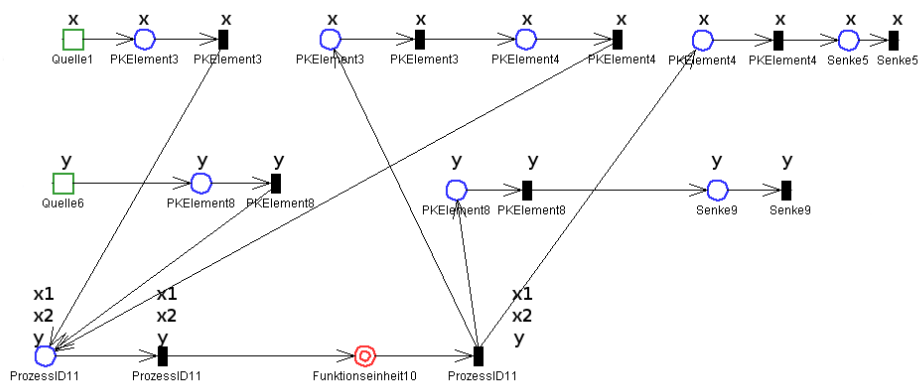 x x x x x x x x x x x
Quelle1 PKElement3 PKElement3 PKElement3 PKElement3 PKElement4 PKElement4 PKElement4 PKElement4 Senke5 Senke5
y y y y y y y
Quelle6 PKElement8 PKElement8 PKElement8 PKElement8 Senke9 Senke9
x1 x1 x1
x2 x2 x2
y y y
ProzessID11 ProzessID11 Funktionseinheit10 ProzessID11